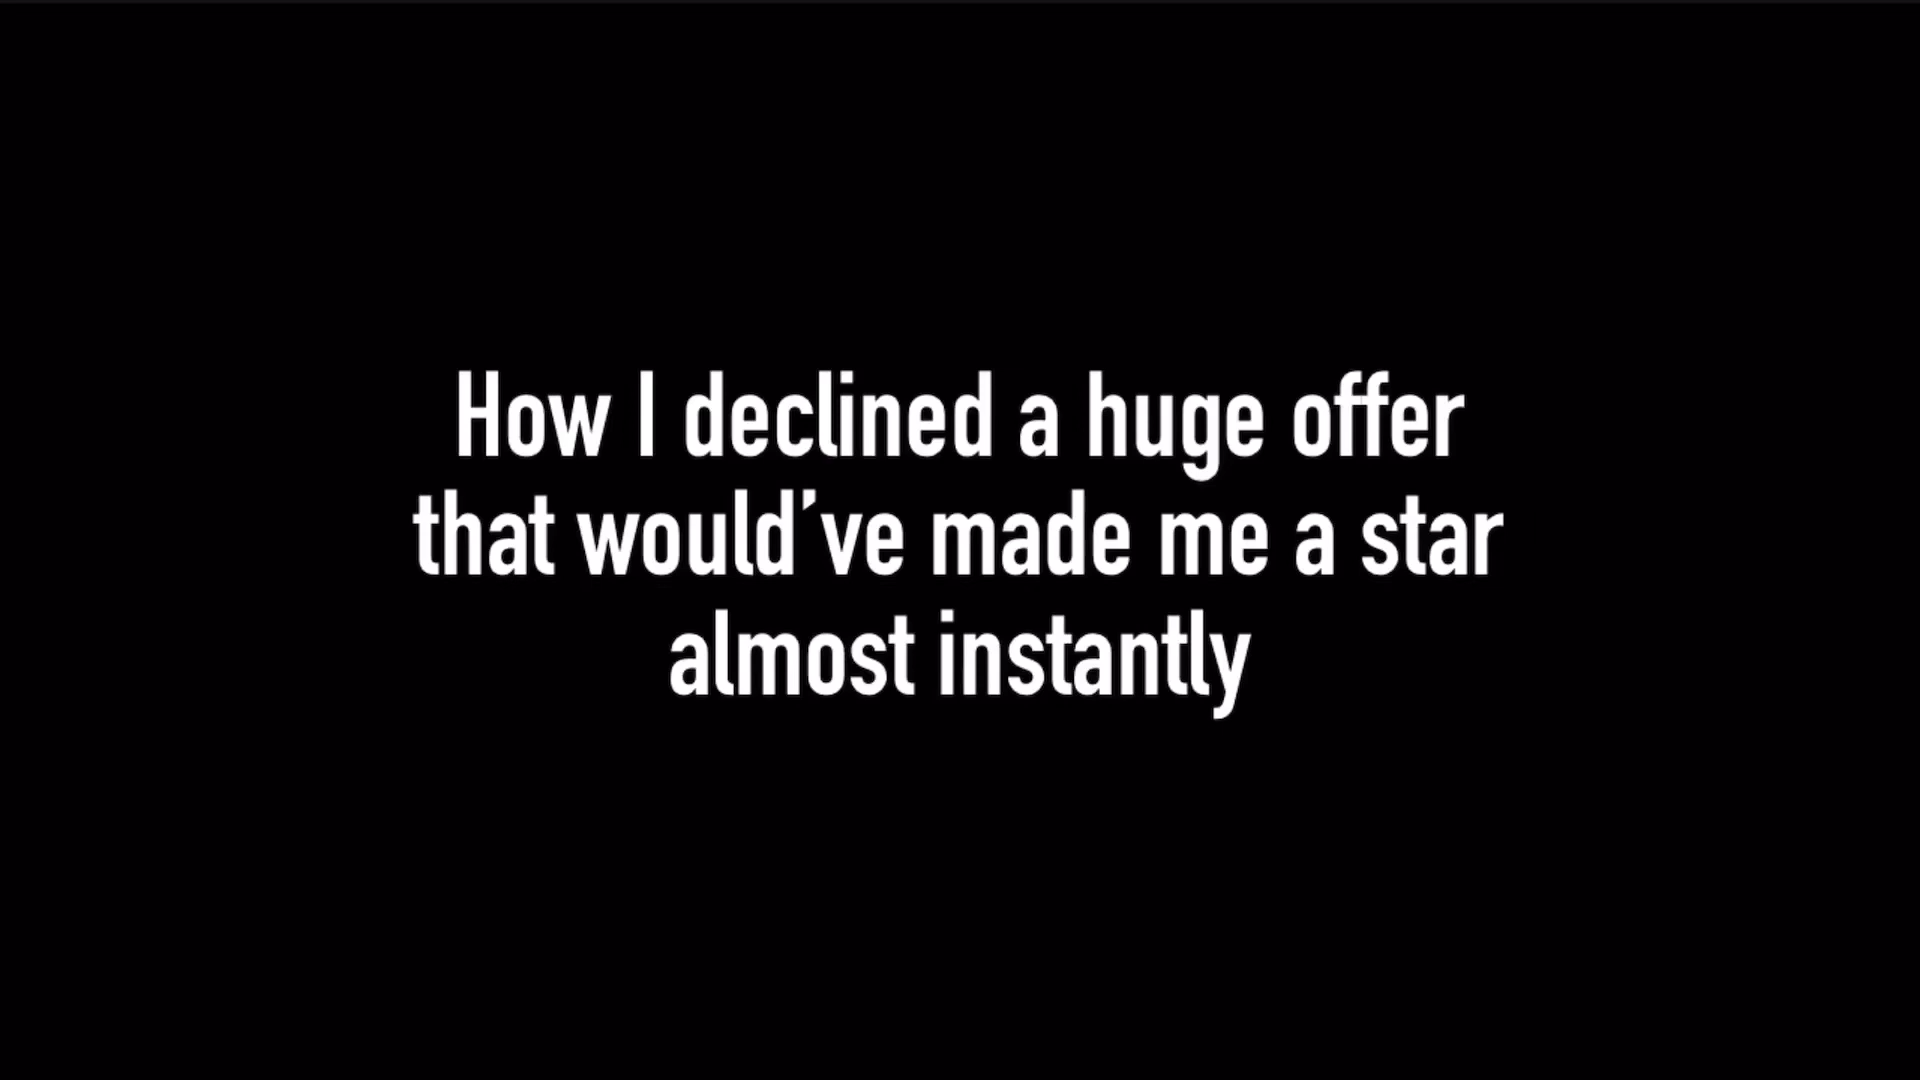 How I declined a huge offer
that would’ve made me a star
almost instantly